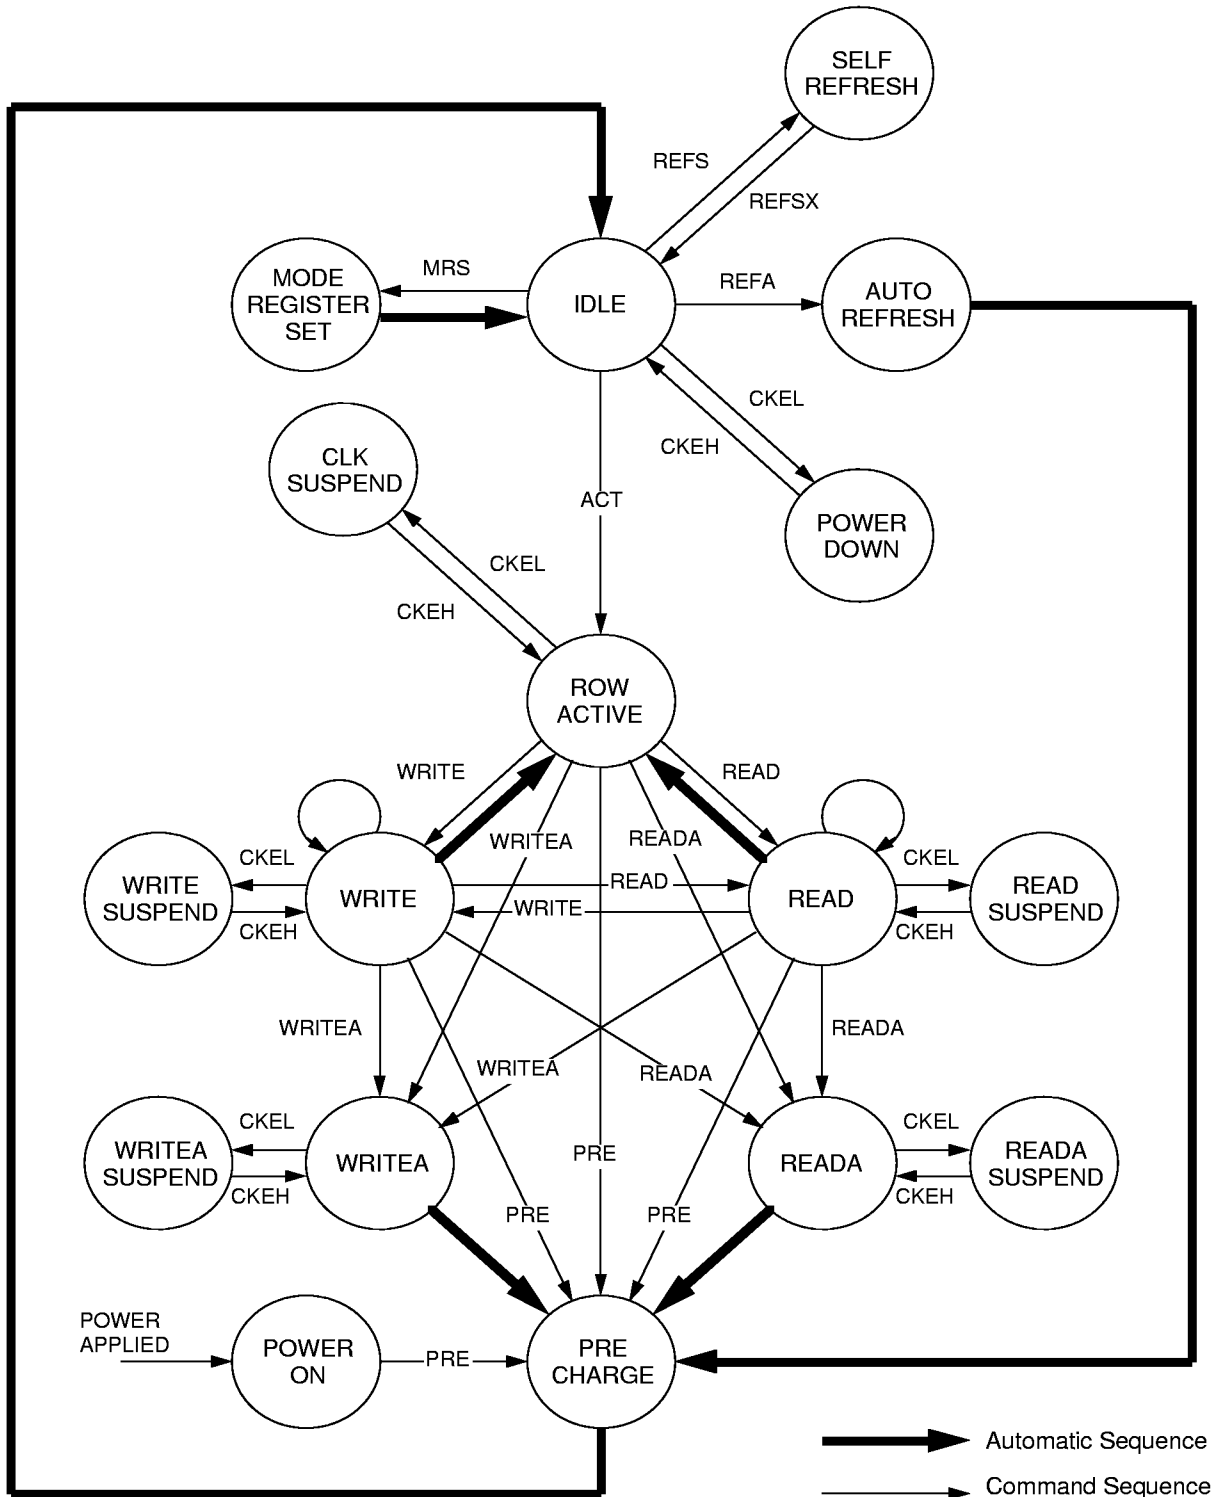 SELF
REFRESH
REFS
REFSX
MODE
REGISTER
SET
MRS
IDLE
REFA
AUTO
REFRESH
CKEL
CKEH
CLK
SUSPEND
ACT
POWER
DOWN
CKEL
CKEH
ROW
ACTIVE
WRITE
READ
WRITEA
READA
WRITE
SUSPEND
CKEL
CKEH
WRITE
READ
WRITE
READ
CKEL
CKEH
READ
SUSPEND
WRITEA
READA
WRITEA
READA
WRITEA
SUSPEND
CKEL
CKEH
WRITEA
PRE
READA
CKEL
CKEH
READA
SUSPEND
PRE
PRE
POWER
APPLIED
POWER
ON
PRE
PRE
CHARGE
Automatic Sequence
Command Sequence